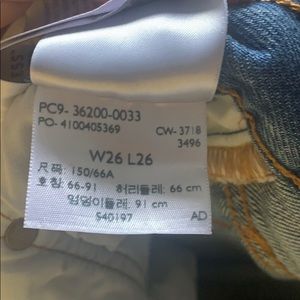 PC9- 36200-0033
PO- 4100405369 CW- 3718
3496
W26 L26
尺码: 150/66A
호칭: 66-91 허리둘레: 66 cm
엉덩이둘레: 91 cm
S40197 AD